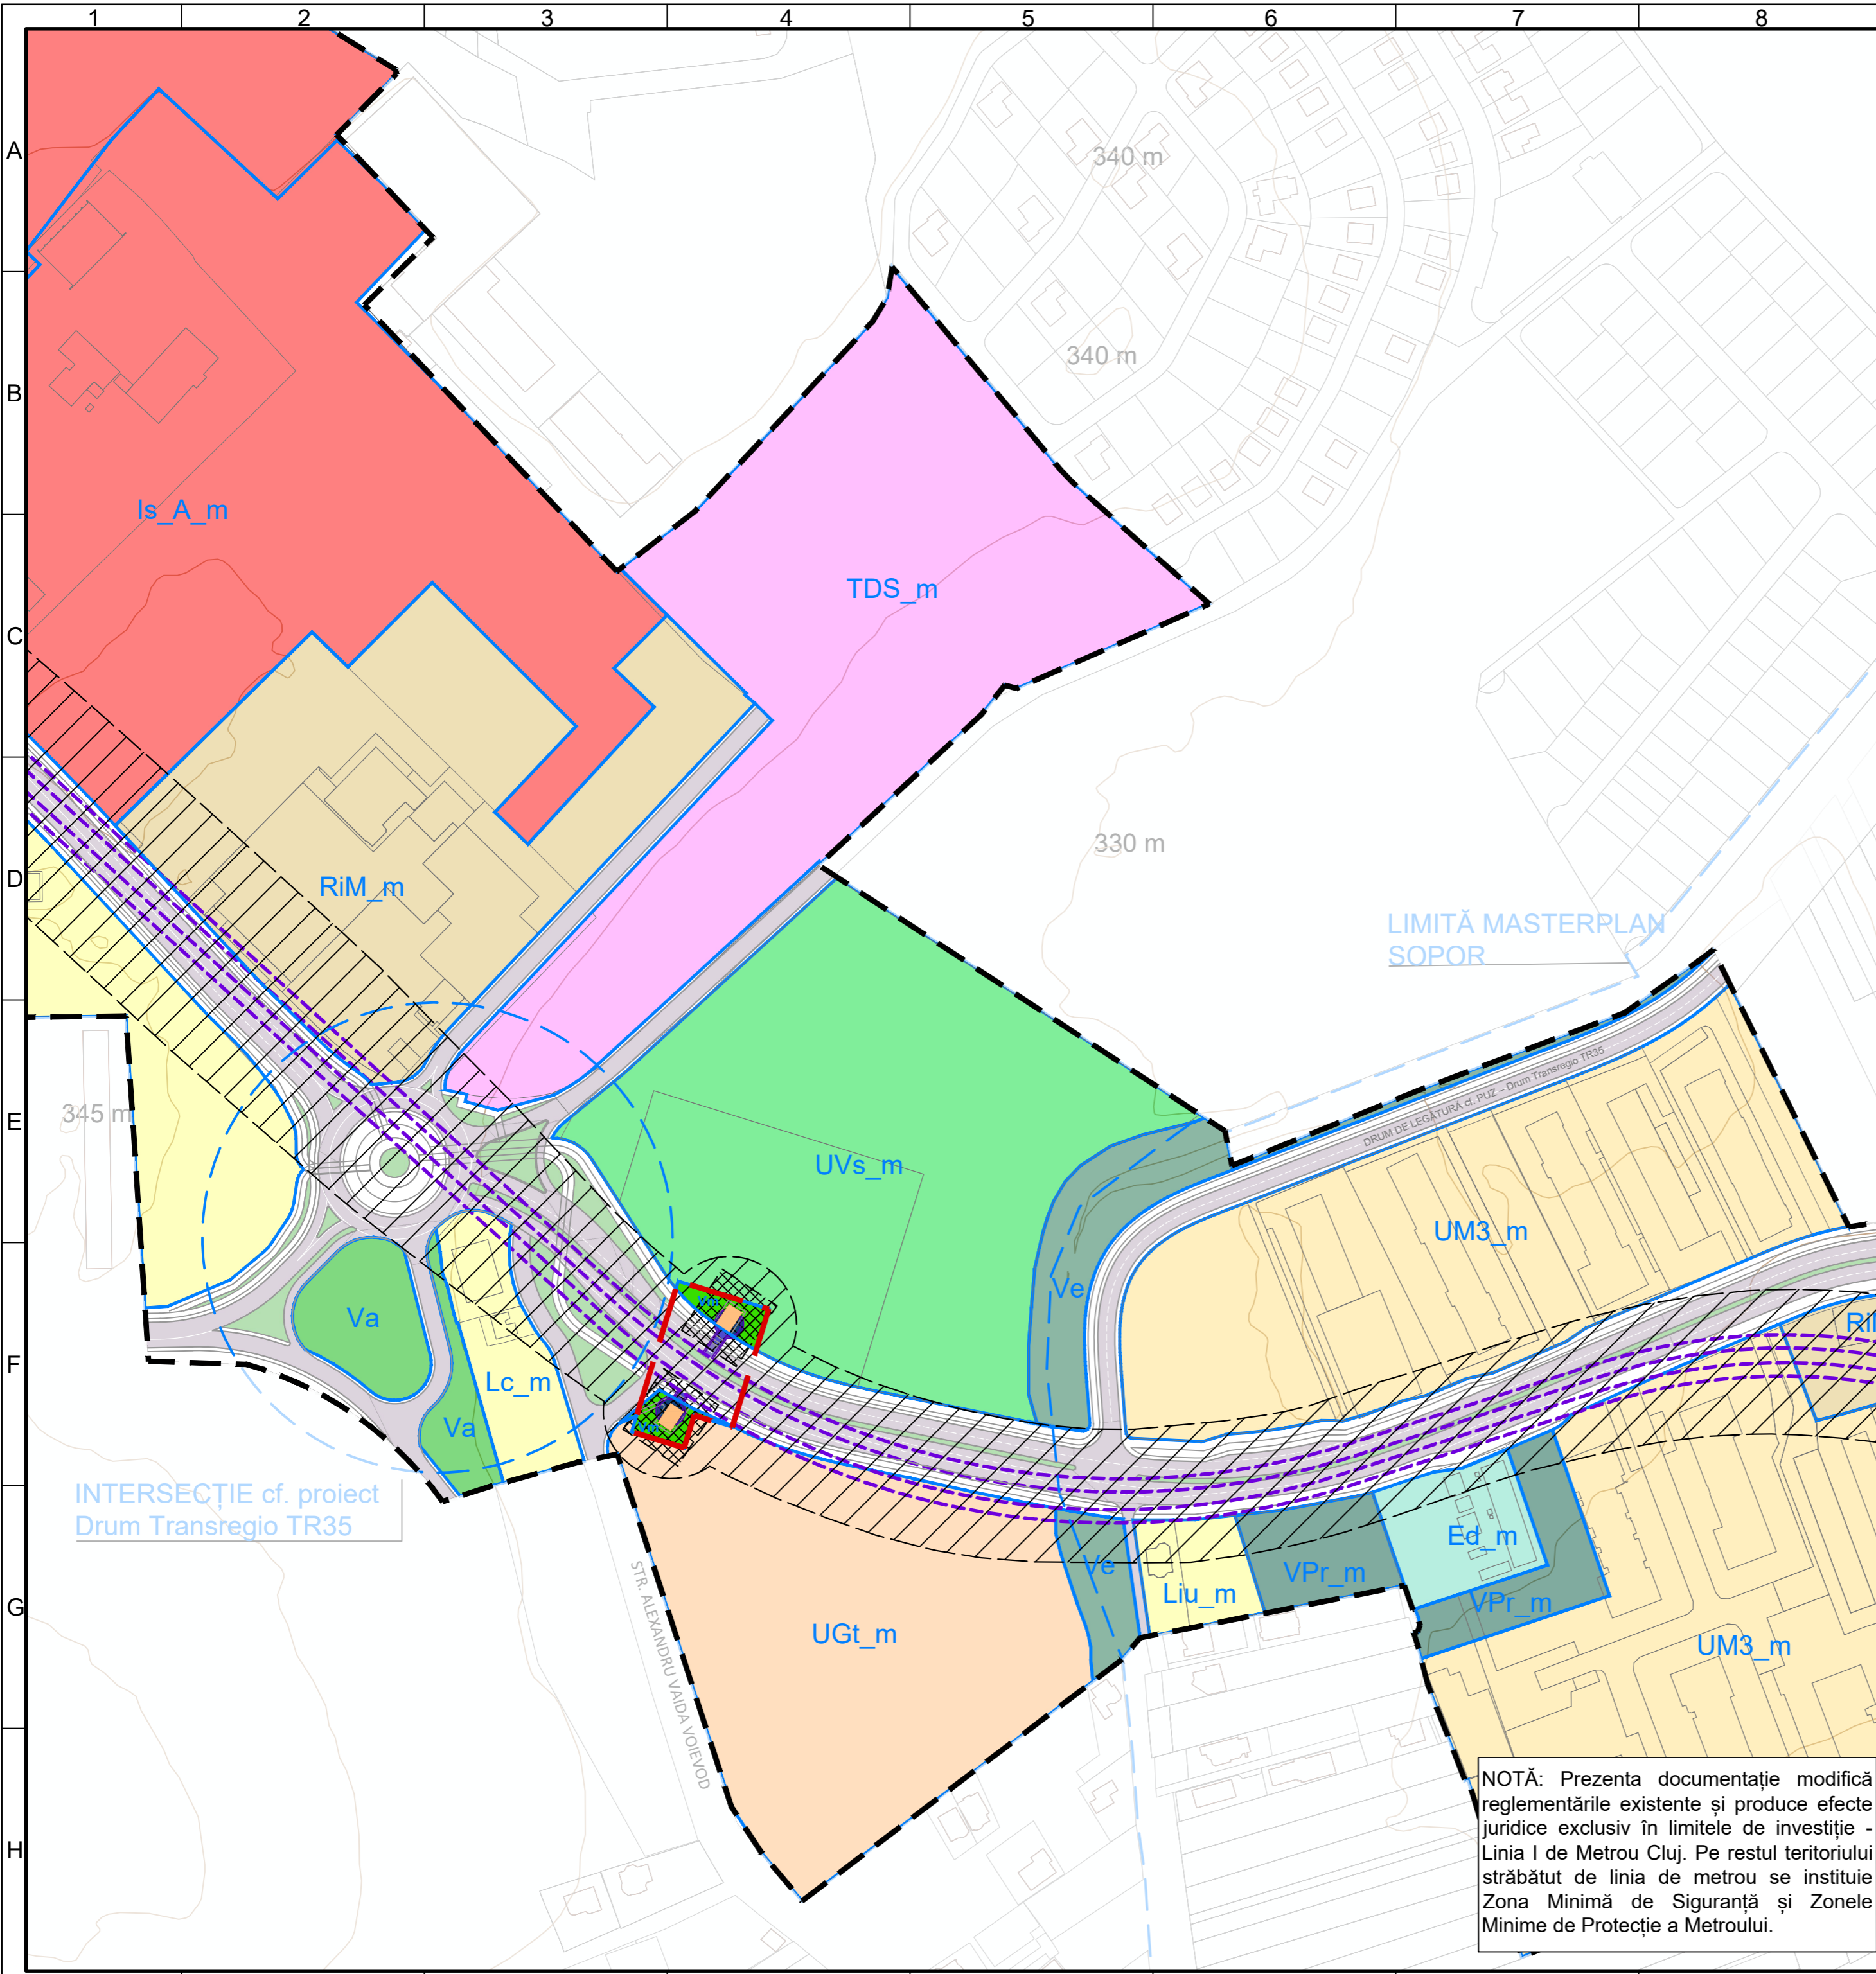 1 2 3 4 5 6 7 8
A
340 m
B
340 m
Is_A_m
TDS_m
C
330 m
D
RiM_m
LIMITĂ MASTERPLAN
SOPOR
DRUM DE LEGĂTURĂ cf. PUZ – Drum Transregio TR35
345 m
E
UVs_m
UM3_m
Ve
Va
F
Lc_m
Va
INTERSECȚIE cf. proiect
Drum Transregio TR35
Ed_m
Ve
VPr_m
Liu_m
VPr_m
G
UGt_m
UM3_m
STR. ALEXANDRU VAIDA VOIEVOD
H
NOTĂ: Prezenta documentație modifică
reglementările existente și produce efecte
juridice exclusiv în limitele de investiție -
Linia I de Metrou Cluj. Pe restul teritoriului
străbătut de linia de metrou se instituie
Zona Minimă de Siguranță și Zonele
Minime de Protecție a Metroului.